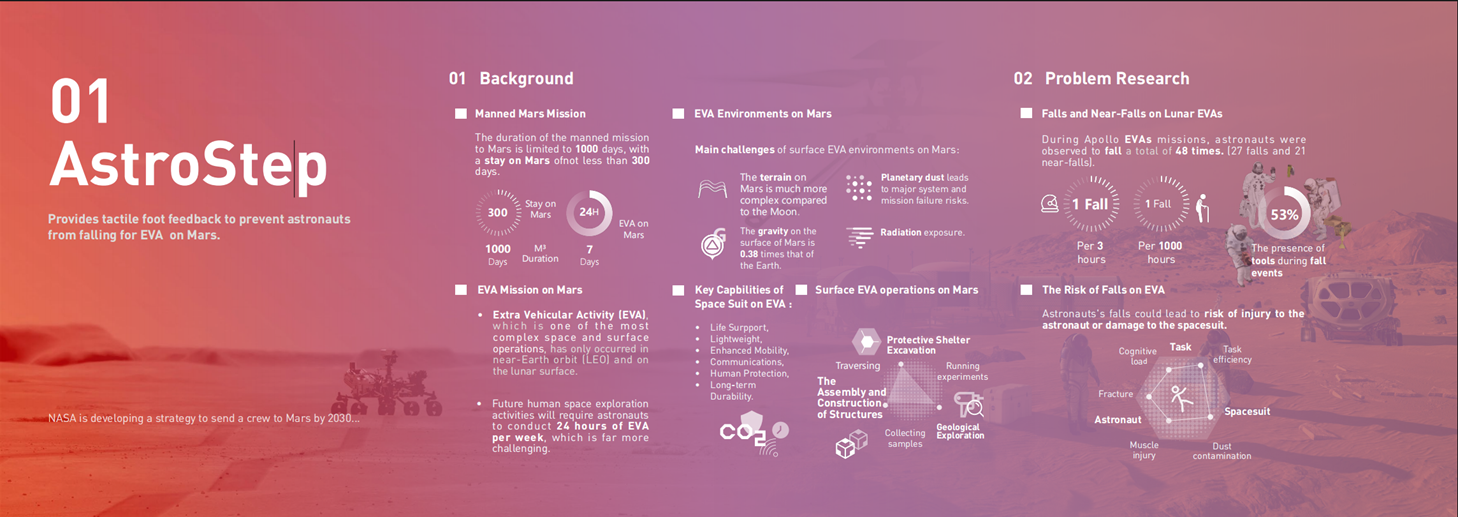 01
AstroStep
Provides tactile foot feedback to prevent astronauts
from falling for EVA on Mars.
NASA is developing a strategy to send a crew to Mars by 2030...
01 Background
Manned Mars Mission
The duration of the manned mission
to Mars is limited to 1000 days, with
a stay on Mars ofnot less than 300
days.
300
Stay on
Mars
24H
EVA on
Mars
1000
Days
M³
Duration
7
Days
EVA Mission on Mars
• Extra Vehicular Activity (EVA),
which is one of the most
complex space and surface
operations, has only occurred in
near-Earth orbit (LEO) and on
the lunar surface.
• Future human space exploration
activities will require astronauts
to conduct 24 hours of EVA
per week, which is far more
challenging.
EVA Environments on Mars
Main challenges of surface EVA environments on Mars:
The terrain on
Mars is much more
complex compared
to the Moon.
Planetary dust leads
to major system and
mission failure risks.
G
The gravity on the
surface of Mars is
0.38 times that of
the Earth.
Radiation exposure.
Key Capbilities of
Space Suit on EVA :
• Life Surpport,
• Lightweight,
• Enhanced Mobility,
• Communications,
• Human Protection,
• Long-term
Durability.
CO2
Surface EVA operations on Mars
Protective Shelter
Excavation
Traversing
Running
experiments
The
Assembly and
Construction
of Structures
Collecting
samples
Geological
Exploration
02 Problem Research
Falls and Near-Falls on Lunar EVAs
During Apollo EVAs missions, astronauts were
observed to fall a total of 48 times. (27 falls and 21
near-falls).
1 Fall
1 Fall
53%
Per 3
hours
Per 1000
hours
The presence of
tools during fall
events
The Risk of Falls on EVA
Astronauts's falls could lead to risk of injury to the
astronaut or damage to the spacesuit.
Cognitive
load
Task
Task
efficiency
Fracture
Astronaut
Spacesuit
Muscle
injury
Dust
contamination